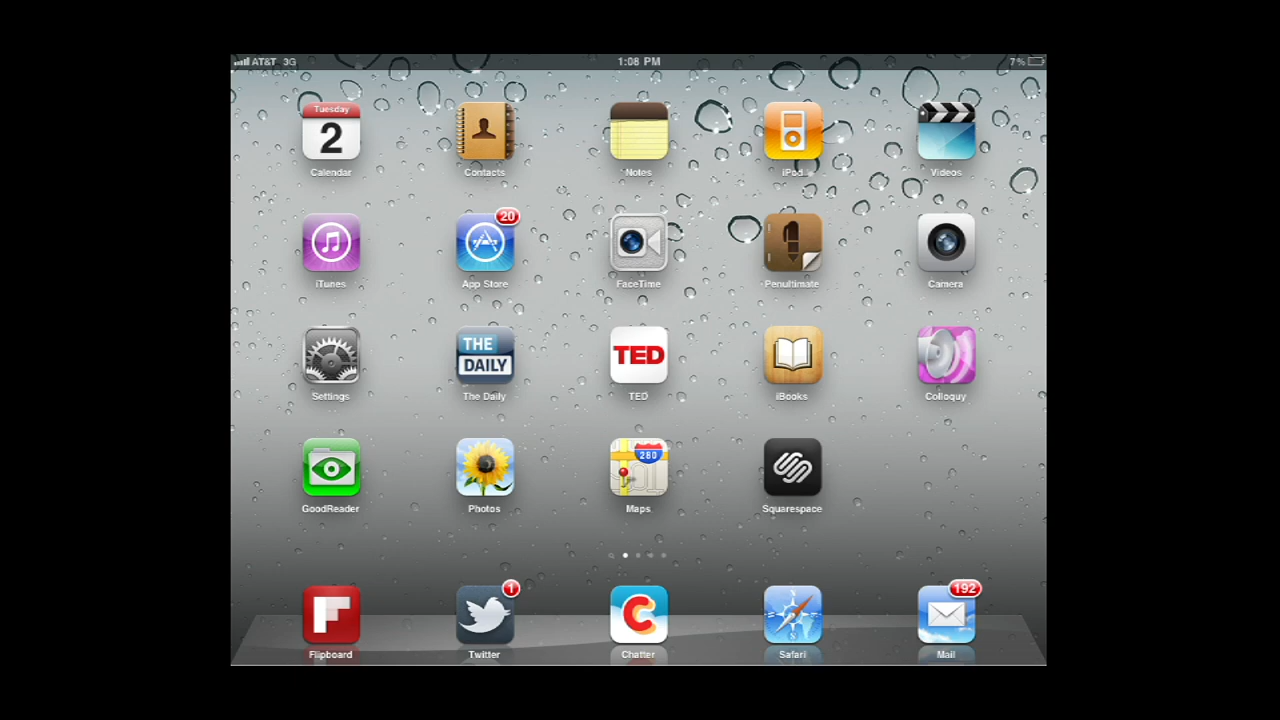 AT&T 3G 1:08 PM 7%
Tuesday
2
Calendar Contacts Notes iPod Videos
20
iTunes App Store FaceTime Penultimate Camera
THE
DAILY
TED
Settings The Daily TED iBooks Colloquy
280
GoodReader Photos Maps Squarespace
1 192
F C
N
S
Flipboard Twitter Chatter Safari Mail